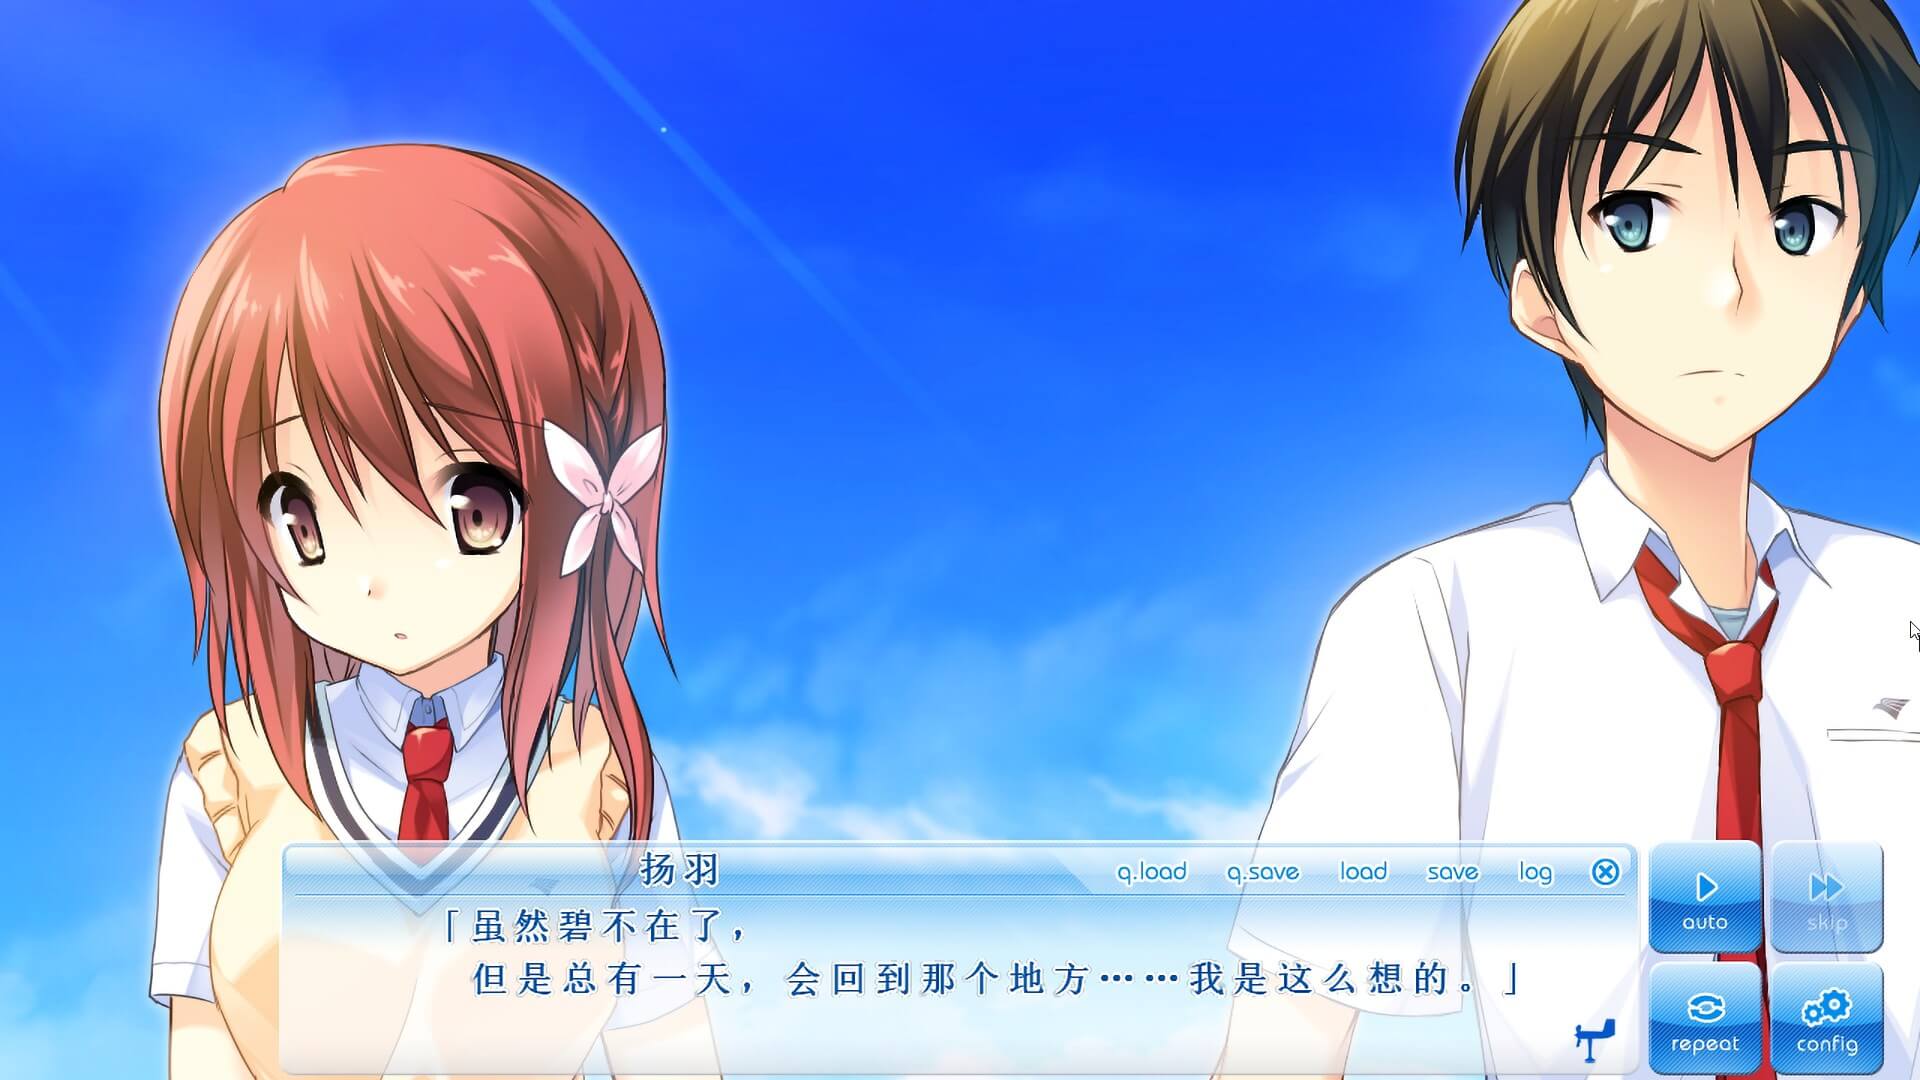 扬羽
q.load q.save load save log
「虽然碧不在了，
但是总有一天，会回到那个地方……我是这么想的。」
auto skip
repeat config